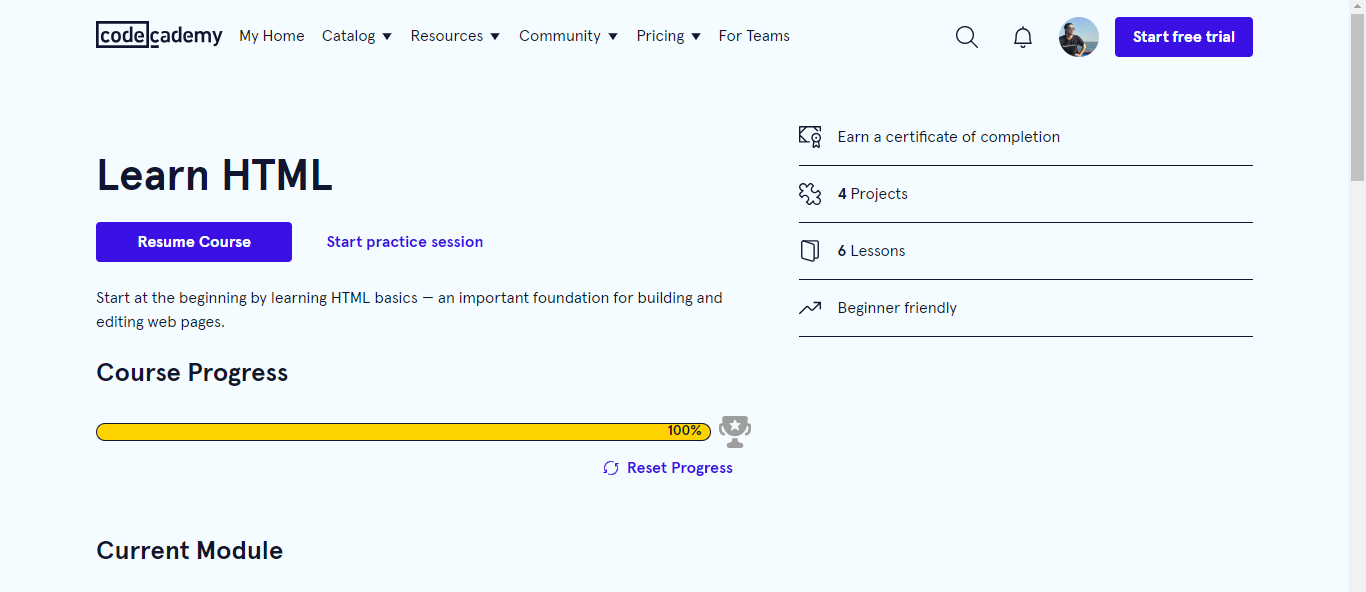 codecademy My Home Catalog Resources Community Pricing For Teams Start free trial
Learn HTML
Resume Course Start practice session
Start at the beginning by learning HTML basics — an important foundation for building and
editing web pages.
Course Progress
100%
Reset Progress
Current Module
Earn a certificate of completion
4 Projects
6 Lessons
Beginner friendly